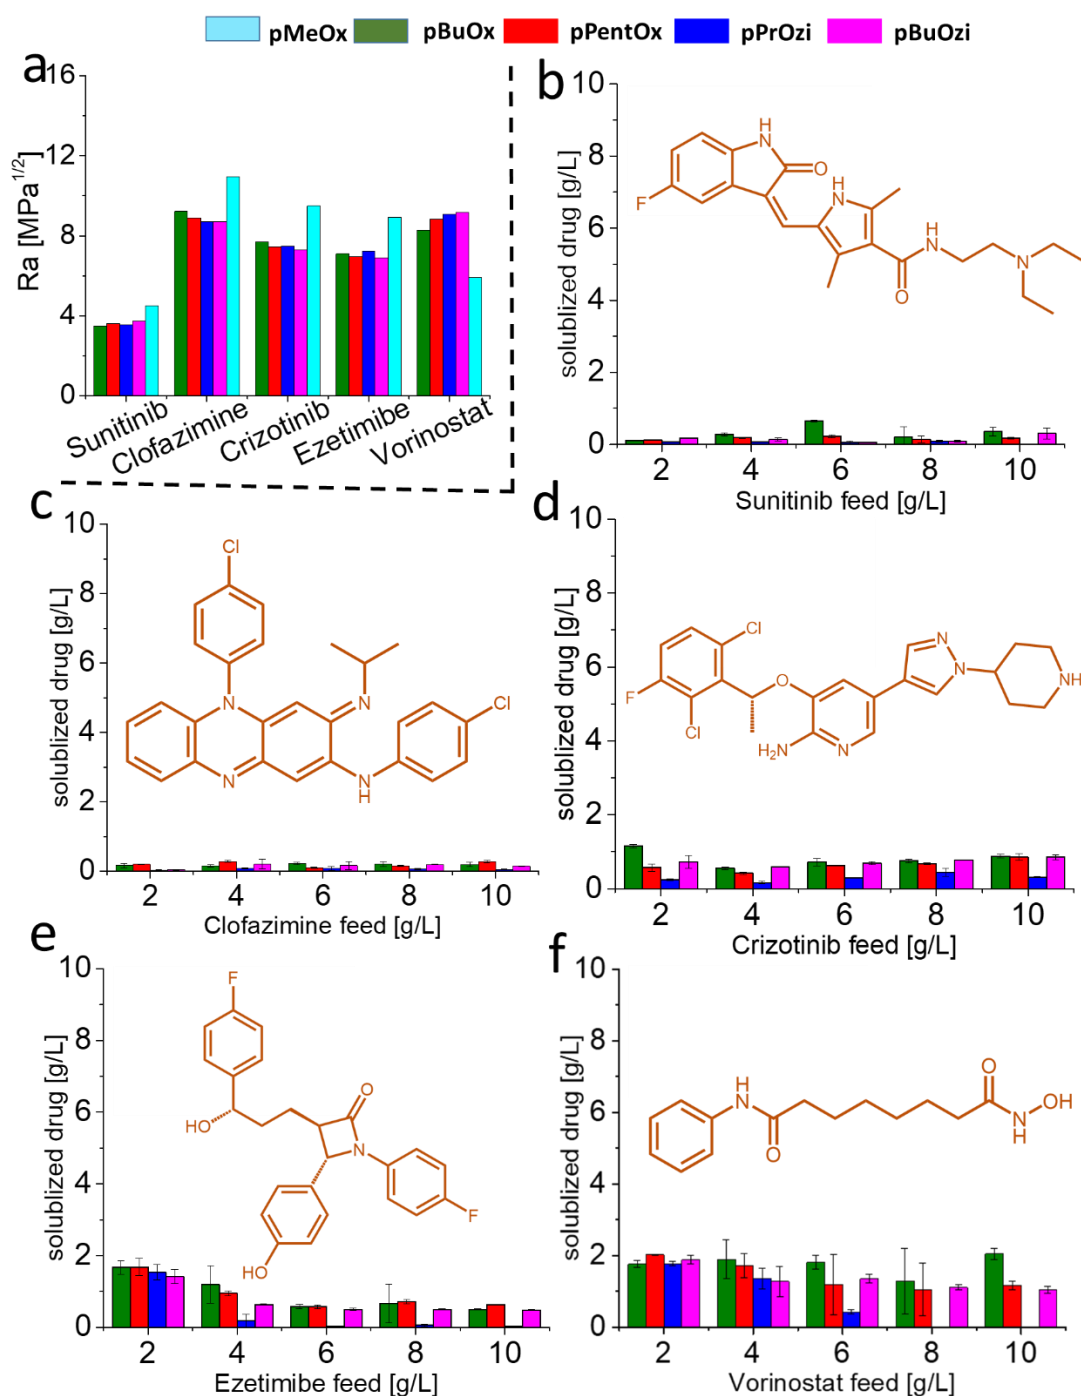 pMeOx pBuOx pPentOx pPrOzi pBuOzi
a
16
12
8
4
0
Ra [MPa^1/2]
Sunitinib
Clofazimine
Crizotinib
Ezetimibe
Vorinostat
b
10
8
6
4
2
0
solublized drug [g/L]
H
N
O
F
H
N
H
N
O
N
2 4 6 8 10
Sunitinib feed [g/L]
c
10
8
6
4
2
0
solublized drug [g/L]
Cl
N
N
Cl
N
N
H
2 4 6 8 10
Clofazimine feed [g/L]
d
10
8
6
4
2
0
solublized drug [g/L]
Cl
F
Cl
O
H2N
N
N
N
NH
2 4 6 8 10
Crizotinib feed [g/L]
e
10
8
6
4
2
0
solublized drug [g/L]
F
HO
O
N
F
HO
2 4 6 8 10
Ezetimibe feed [g/L]
f
10
8
6
4
2
0
solublized drug [g/L]
H
N
O
O
N
H
OH
2 4 6 8 10
Vorinostat feed [g/L]